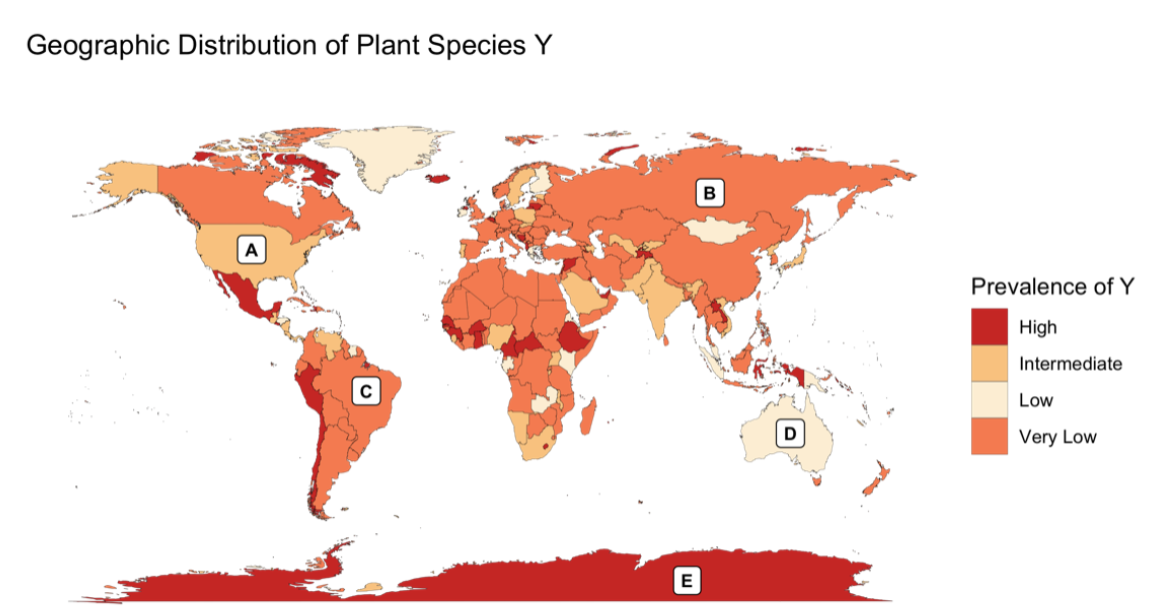 Geographic Distribution of Plant Species Y
B
A
Prevalence of Y
High
Intermediate
C
Low
D
Very Low
E